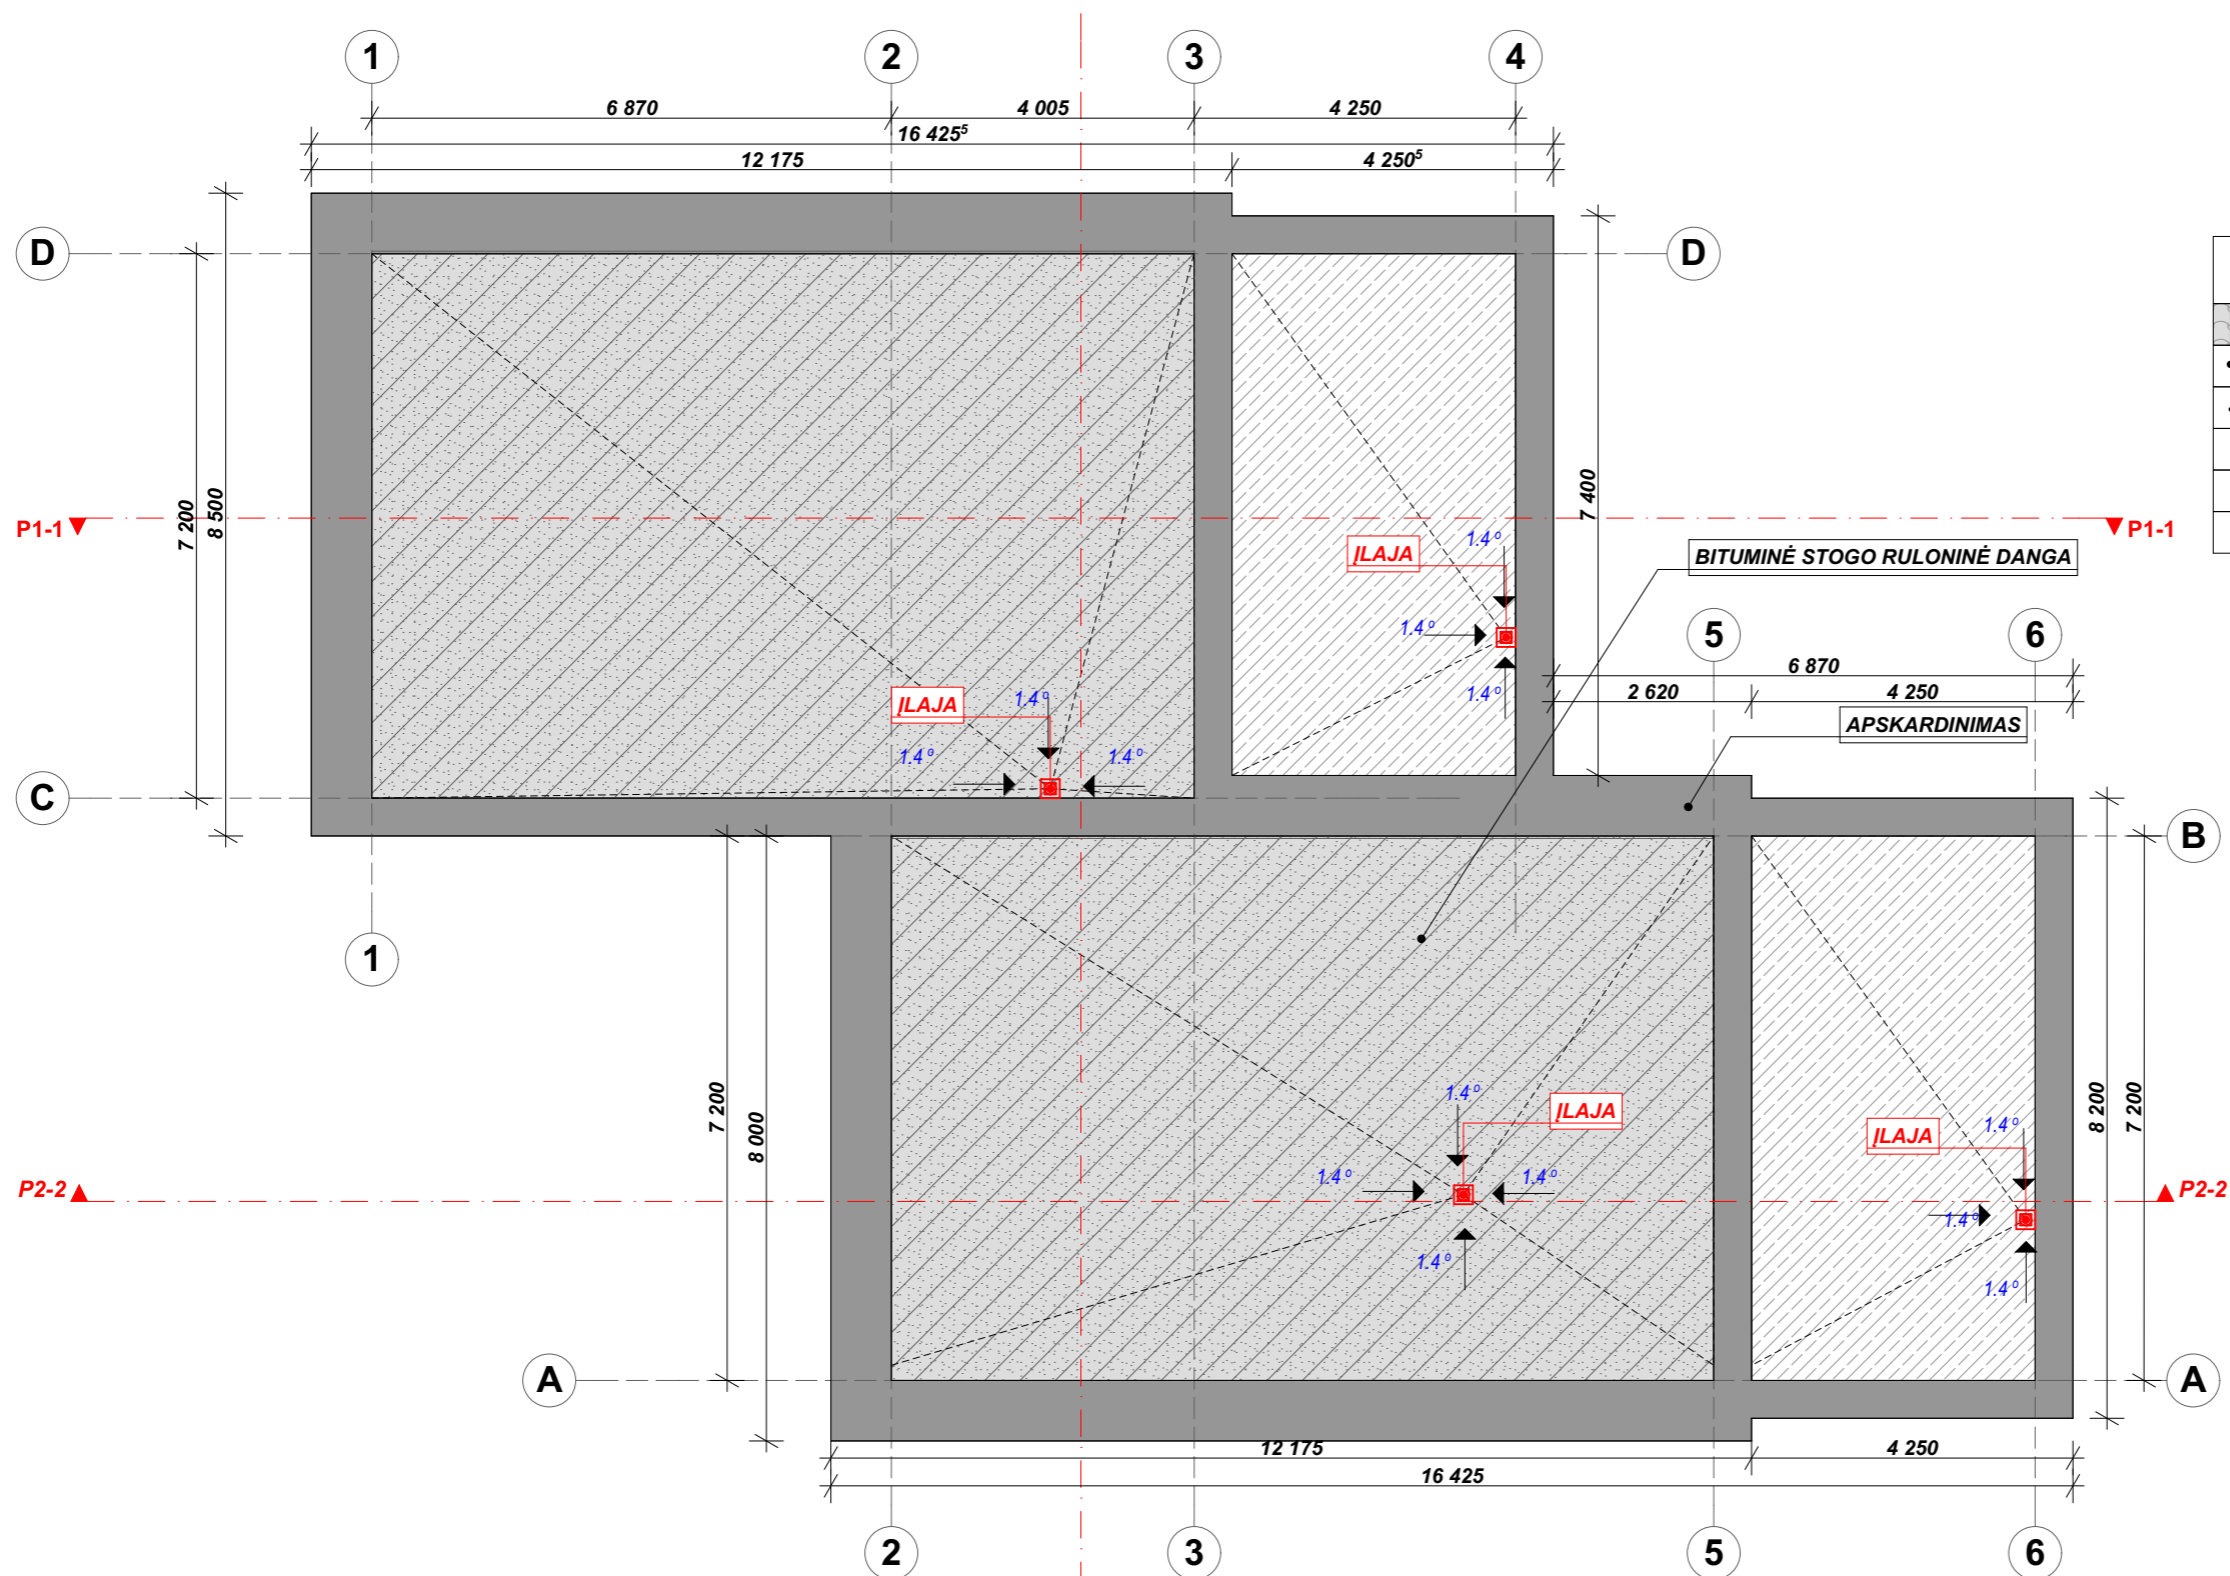 1
2
3
4
6 870
4 005
4 250
16 425⁵
12 175
4 250⁵
D
D
7 200
8 500
7 400
P1-1
P1-1
1.4°
ĮLAJA
1.4°
1.4°
BITUMINĖ STOGO RULONINĖ DANGA
5
6
6 870
2 620
4 250
APSKARDINIMAS
ĮLAJA
1.4°
1.4°
1.4°
C
B
1
7 200
8 000
1.4°
ĮLAJA
1.4°
1.4°
1.4°
ĮLAJA
1.4°
1.4°
1.4°
8 200
7 200
P2-2
P2-2
A
A
12 175
4 250
16 425
2
3
5
6